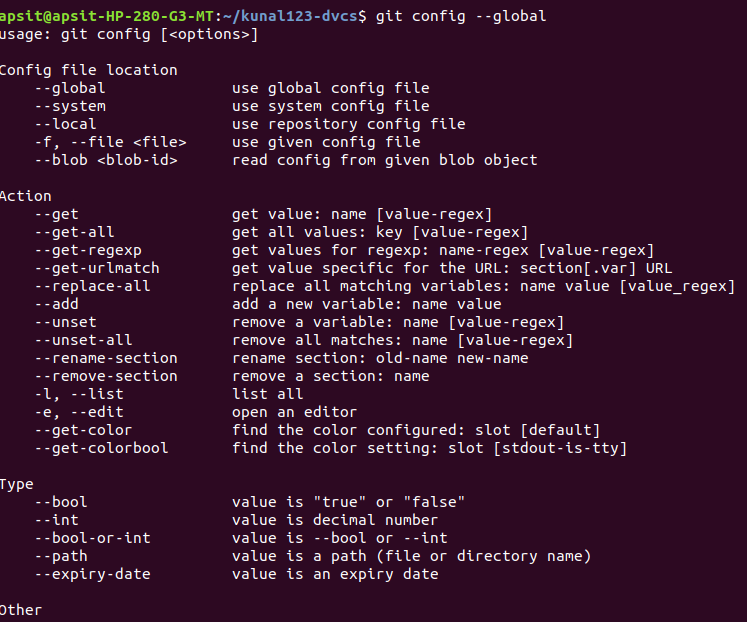 apsit@apsit-HP-280-G3-MT:~/kunal123-dvcs$ git config --global
usage: git config [<options>]

Config file location
    --global              use global config file
    --system              use system config file
    --local               use repository config file
    -f, --file <file>     use given config file
    --blob <blob-id>      read config from given blob object

Action
    --get                 get value: name [value-regex]
    --get-all             get all values: key [value-regex]
    --get-regexp          get values for regexp: name-regex [value-regex]
    --get-urlmatch        get value specific for the URL: section[.var] URL
    --replace-all         replace all matching variables: name value [value_regex]
    --add                 add a new variable: name value
    --unset               remove a variable: name [value-regex]
    --unset-all           remove all matches: name [value-regex]
    --rename-section      rename section: old-name new-name
    --remove-section      remove a section: name
    -l, --list            list all
    -e, --edit            open an editor
    --get-color           find the color configured: slot [default]
    --get-colorbool       find the color setting: slot [stdout-is-tty]

Type
    --bool                value is "true" or "false"
    --int                 value is decimal number
    --bool-or-int         value is --bool or --int
    --path                value is a path (file or directory name)
    --expiry-date         value is an expiry date

Other